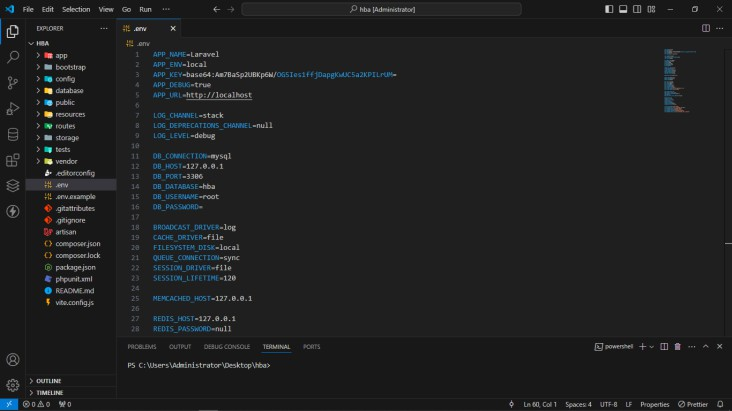 File Edit Selection View Go Run ...
hba [Administrator]
EXPLORER
HBA
app
bootstrap
config
database
public
resources
routes
storage
tests
vendor
.editorconfig
.env
.env.example
.gitattributes
.gitignore
artisan
composer.json
composer.lock
package.json
phpunit.xml
README.md
vite.config.js
OUTLINE
TIMELINE
.env
.env
1 APP_NAME=Laravel
2 APP_ENV=local
3 APP_KEY=base64:Am7BaSp2UBKp6W/OGSIes1ffjDapgKwUC5a2KPILrUM=
4 APP_DEBUG=true
5 APP_URL=http://localhost
6
7 LOG_CHANNEL=stack
8 LOG_DEPRECATIONS_CHANNEL=null
9 LOG_LEVEL=debug
10
11 DB_CONNECTION=mysql
12 DB_HOST=127.0.0.1
13 DB_PORT=3306
14 DB_DATABASE=hba
15 DB_USERNAME=root
16 DB_PASSWORD=
17
18 BROADCAST_DRIVER=log
19 CACHE_DRIVER=file
20 FILESYSTEM_DISK=local
21 QUEUE_CONNECTION=sync
22 SESSION_DRIVER=file
23 SESSION_LIFETIME=120
24
25 MEMCACHED_HOST=127.0.0.1
26
27 REDIS_HOST=127.0.0.1
28 REDIS_PASSWORD=null
PROBLEMS OUTPUT DEBUG CONSOLE TERMINAL PORTS
powershell
PS C:\Users\Administrator\Desktop\hba>
0 0 0
Ln 60, Col 1 Spaces: 4 UTF-8 LF Properties Prettier